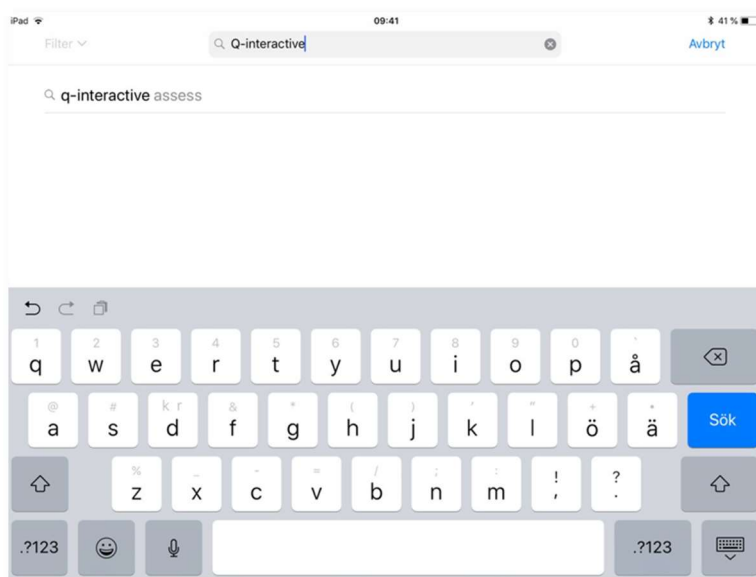 iPad 09:41 41 %
Filter Q-interactive Avbryt
q-interactive assess
1 2 3 4 5 6 7 8 9 0 `
q w e r t y u i o p å
@ # k r & * ( ) ' " + •
a s d f g h j k l ö ä Sök
% _ - = / ; : ! ?
z x c v b n m , .
.?123 .?123